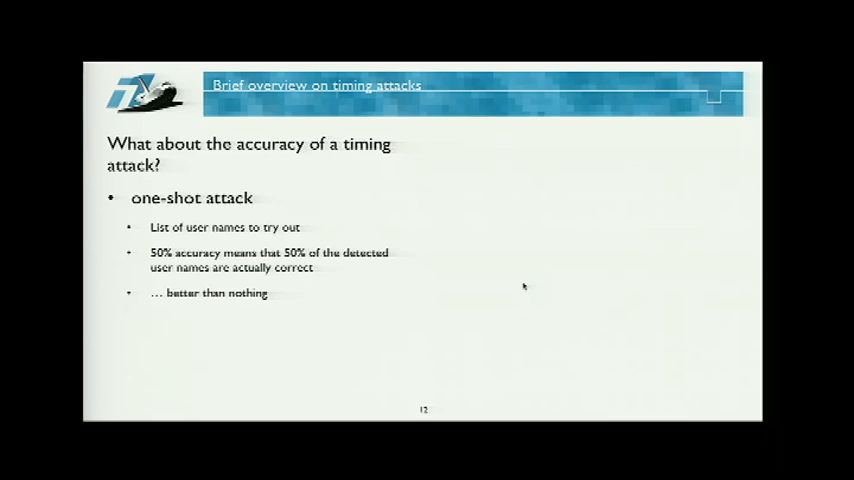 Brief overview on timing attacks
What about the accuracy of a timing
attack?
• one-shot attack
• List of user names to try out
• 50% accuracy means that 50% of the detected
user names are actually correct
• … better than nothing
12